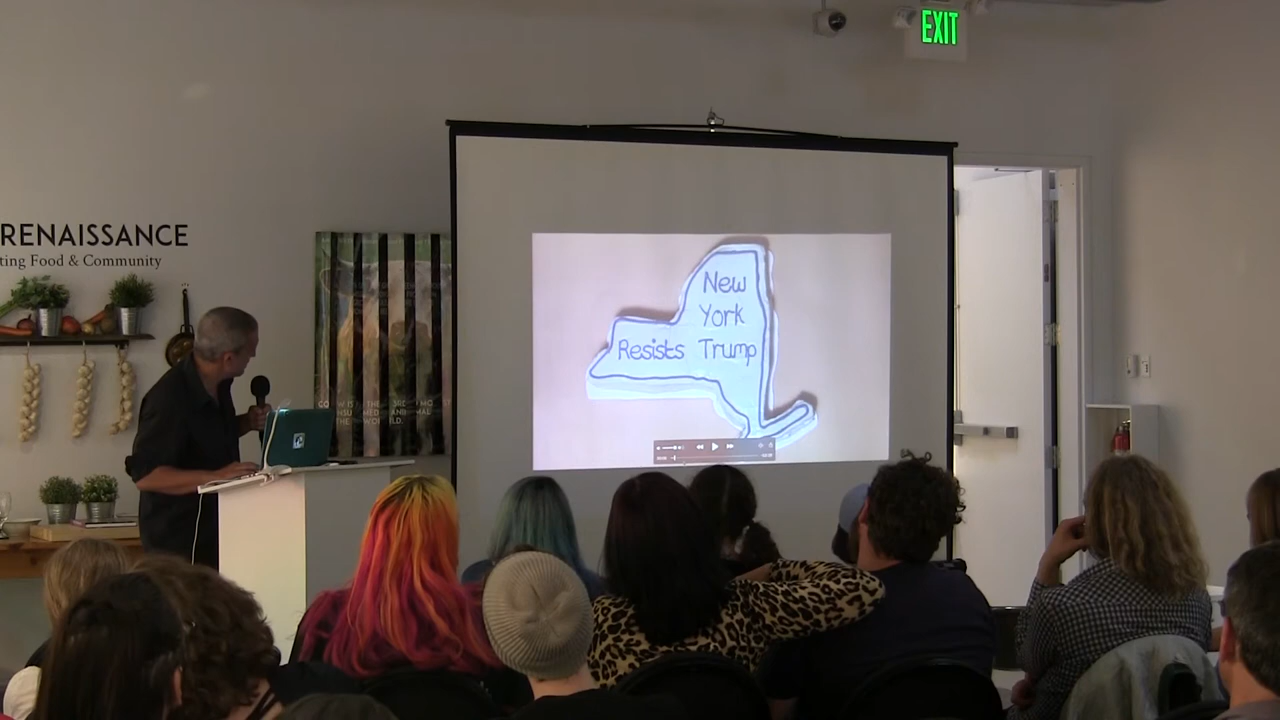 EXIT
RENAISSANCE
ting Food & Community
New
York
Resists Trump